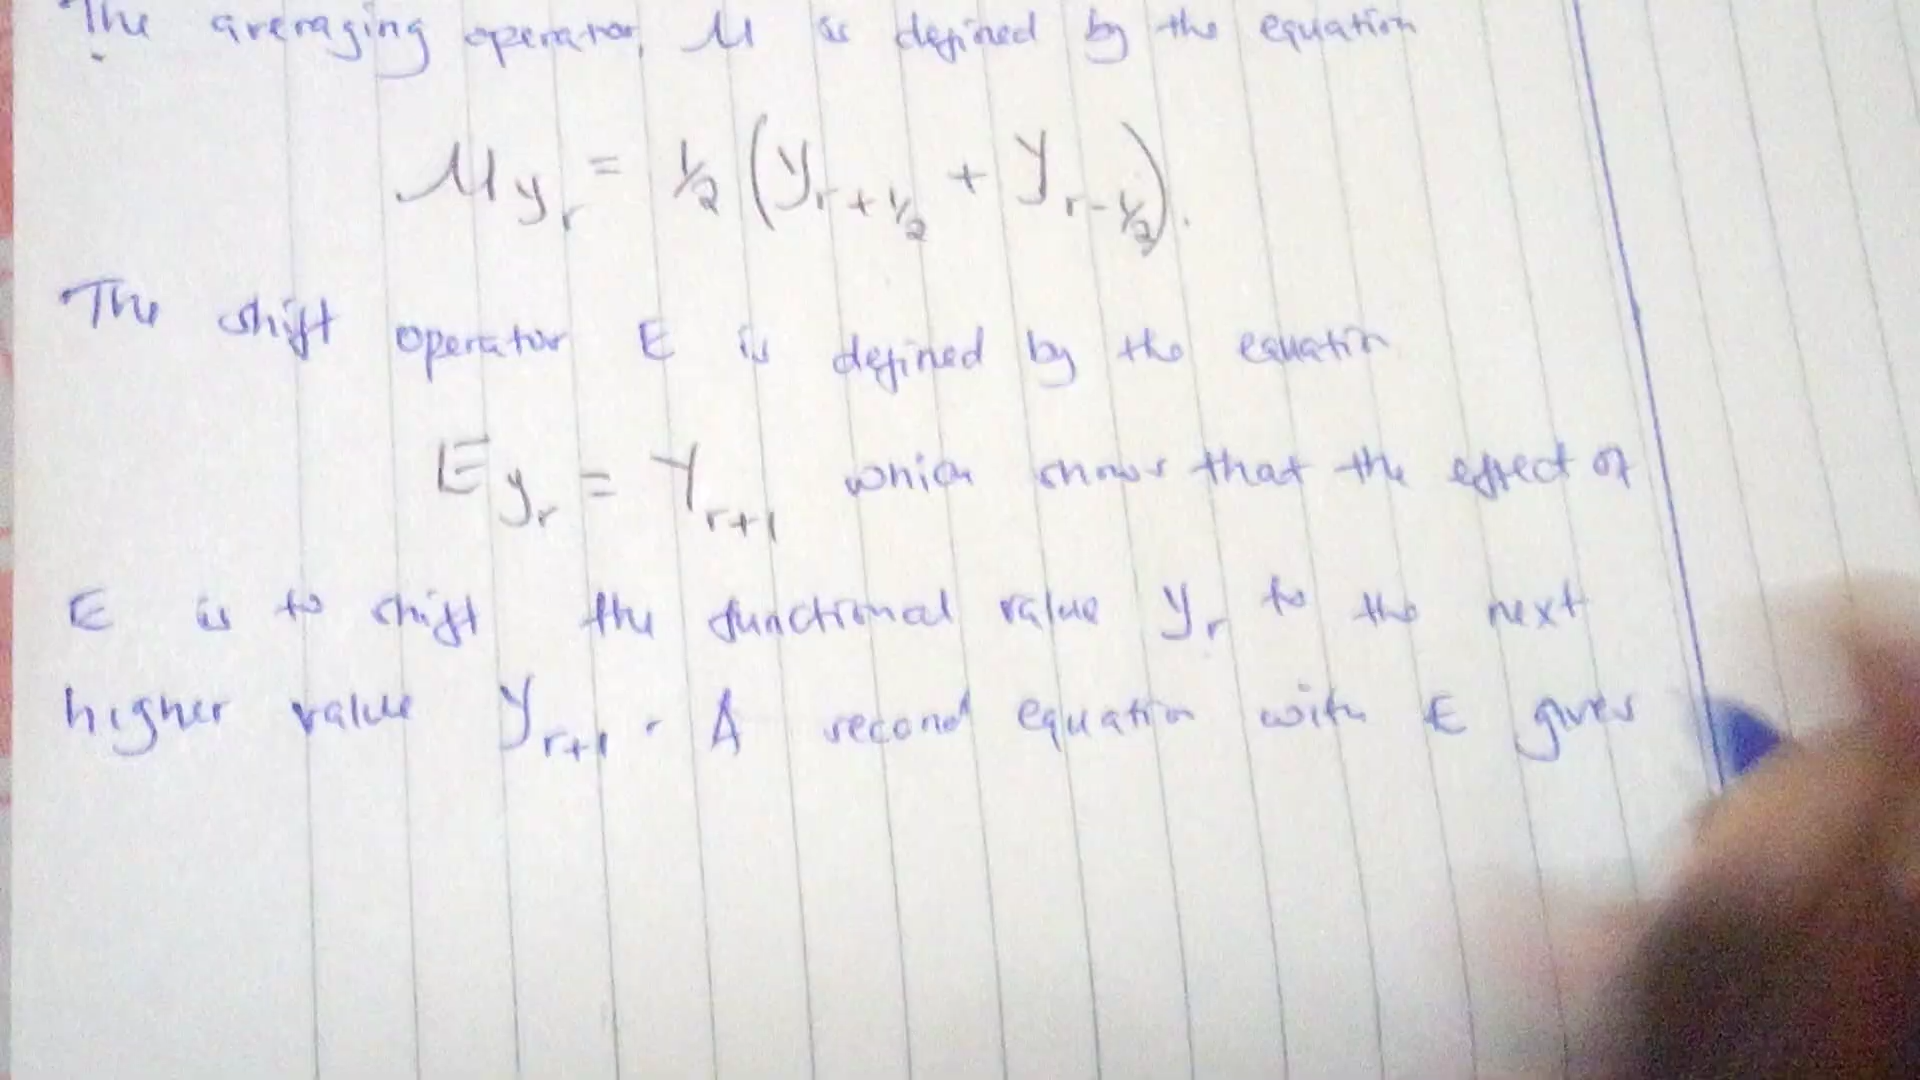 The averaging operator, μ is defined by the equation
μy_r = 1/2 (y_{r+1/2} + y_{r-1/2}).
The shift operator E is defined by the equatin
Ey_r = y_{r+1} which shows that the effect of
E is to shift the functional value y_r to the next
higher value y_{r+1}. A second equation with E gives